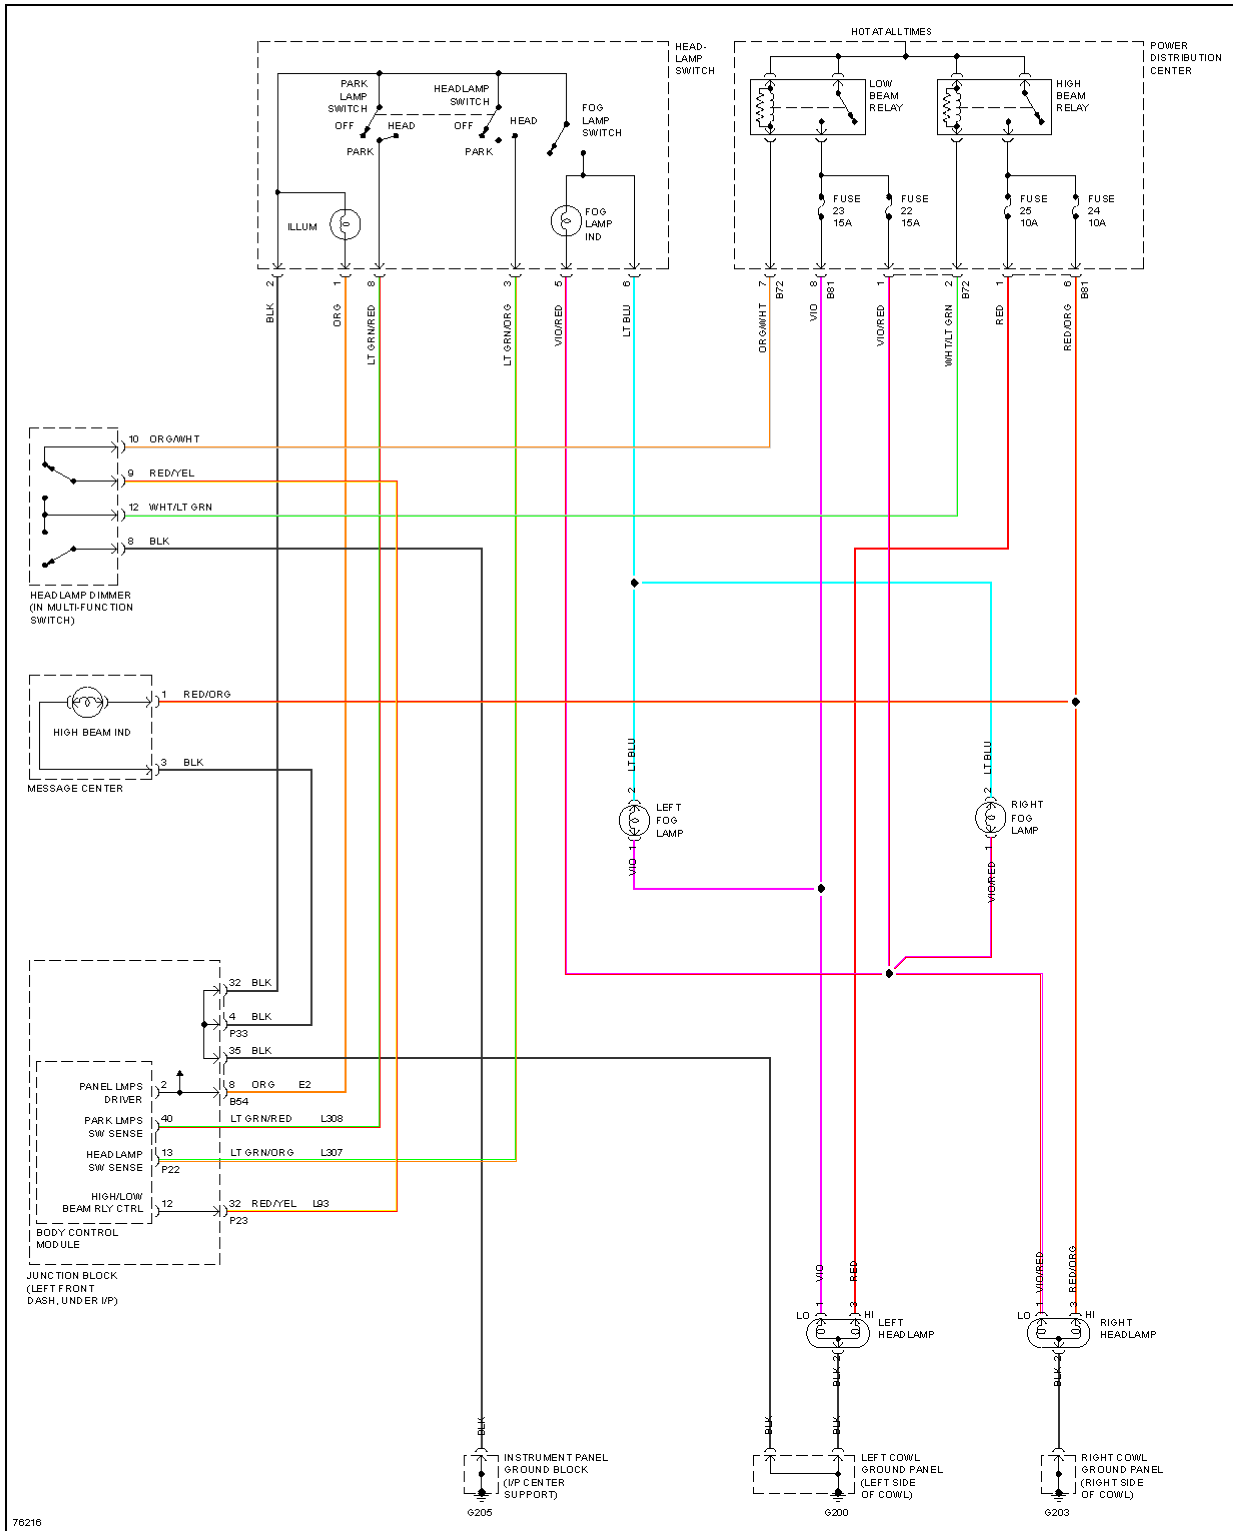 HOT AT ALL TIMES
HEAD-
LAMP
SWITCH
POWER
DISTRIBUTION
CENTER
PARK
LAMP
SWITCH
HEADLAMP
SWITCH
FOG
LAMP
SWITCH
OFF
HEAD
PARK
OFF
HEAD
PARK
LOW
BEAM
RELAY
HIGH
BEAM
RELAY
ILLUM
FOG
LAMP
IND
FUSE
23
15A
FUSE
22
15A
FUSE
25
10A
FUSE
24
10A
2
1
8
3
5
6
7
B72
8
B81
1
2
B72
1
6
B81
BLK
ORG
LT GRN/RED
LT GRN/ORG
VIO/RED
LT BLU
ORG/WHT
VIO
VIO/RED
WHT/LT GRN
RED
RED/ORG
10 ORG/WHT
9 RED/YEL
12 WHT/LT GRN
8 BLK
HEADLAMP DIMMER
(IN MULTI-FUNCTION
SWITCH)
1 RED/ORG
HIGH BEAM IND
3 BLK
MESSAGE CENTER
LT BLU
2
LEFT
FOG
LAMP
1
VIO
LT BLU
2
RIGHT
FOG
LAMP
1
VIO/RED
32 BLK
4 BLK
P33
35 BLK
PANEL LMPS
DRIVER
2
8 ORG E2
B54
PARK LMPS
SW SENSE
40
LT GRN/RED L308
HEADLAMP
SW SENSE
13
LT GRN/ORG L307
P22
HIGH/LOW
BEAM RLY CTRL
12
32 RED/YEL L93
P23
BODY CONTROL
MODULE
JUNCTION BLOCK
(LEFT FRONT
DASH, UNDER I/P)
VIO
RED
VIO/RED
RED/ORG
LO
1
3
HI
LEFT
HEADLAMP
2
BLK
LO
1
3
HI
RIGHT
HEADLAMP
2
BLK
BLK
INSTRUMENT PANEL
GROUND BLOCK
(I/P CENTER
SUPPORT)
G205
BLK
BLK
LEFT COWL
GROUND PANEL
(LEFT SIDE
OF COWL)
G200
RIGHT COWL
GROUND PANEL
(RIGHT SIDE
OF COWL)
G203
76216